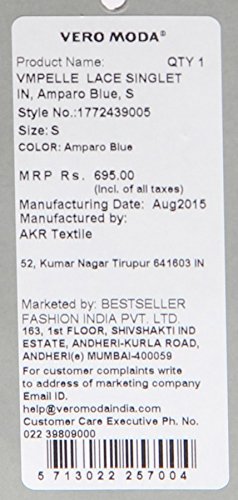 VERO MODA®
Product Name: QTY 1
VMPELLE LACE SINGLET
IN, Amparo Blue, S
Style No.:1772439005
Size: S
COLOR: Amparo Blue
MRP Rs. 695.00
(Incl. of all taxes)
Manufacturing Date: Aug2015
Manufactured by:
AKR Textile
52, Kumar Nagar Tirupur 641603 IN
Marketed by: BESTSELLER
FASHION INDIA PVT. LTD.
163, 1st FLOOR, SHIVSHAKTI IND
ESTATE, ANDHERI-KURLA ROAD,
ANDHERI(e) MUMBAI-400059
For customer complaints write
to address of marketing company
Email ID.
help@veromodaindia.com
Customer Care Executive Ph. No.
022 39809000
5 713022 257004